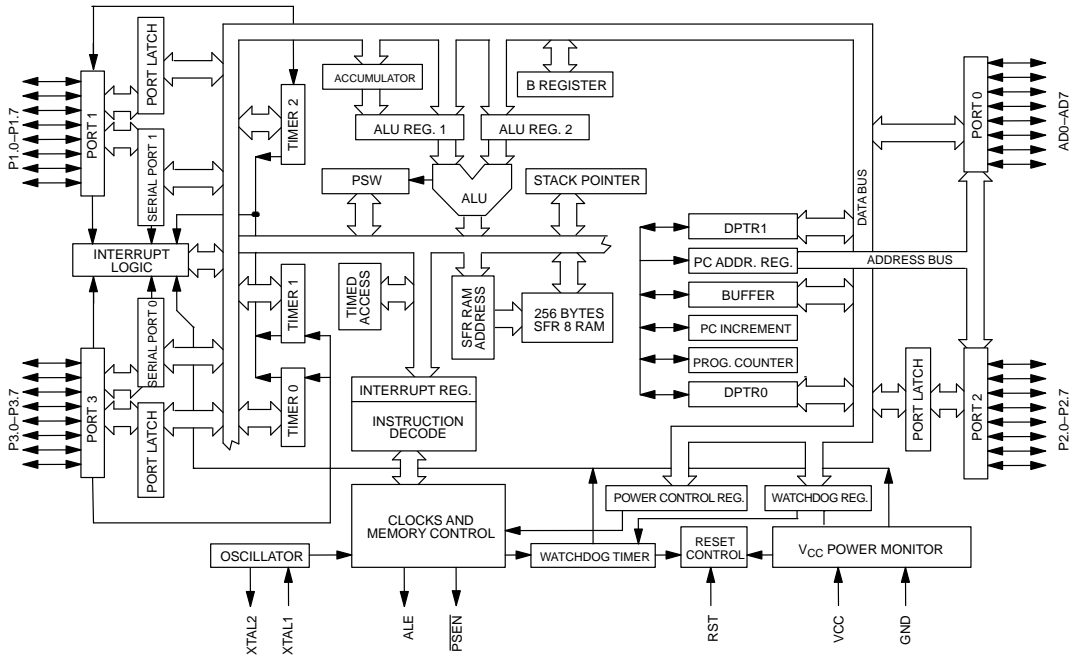 P1.0–P1.7
PORT 1
PORT LATCH
SERIAL PORT 1
TIMER 2
ACCUMULATOR
B REGISTER
ALU REG. 1
ALU REG. 2
PSW
ALU
STACK POINTER
DATA BUS
PORT 0
AD0–AD7
INTERRUPT
LOGIC
DPTR1
PC ADDR. REG.
ADDRESS BUS
BUFFER
PC INCREMENT
PROG. COUNTER
DPTR0
TIMER 1
TIMED
ACCESS
SFR RAM
ADDRESS
256 BYTES
SFR 8 RAM
SERIAL PORT 0
P3.0–P3.7
PORT 3
PORT LATCH
TIMER 0
INTERRUPT REG.
INSTRUCTION
DECODE
PORT LATCH
PORT 2
P2.0–P2.7
CLOCKS AND
MEMORY CONTROL
POWER CONTROL REG.
WATCHDOG REG.
OSCILLATOR
WATCHDOG TIMER
RESET
CONTROL
VCC POWER MONITOR
XTAL2
XTAL1
ALE
PSEN
RST
VCC
GND